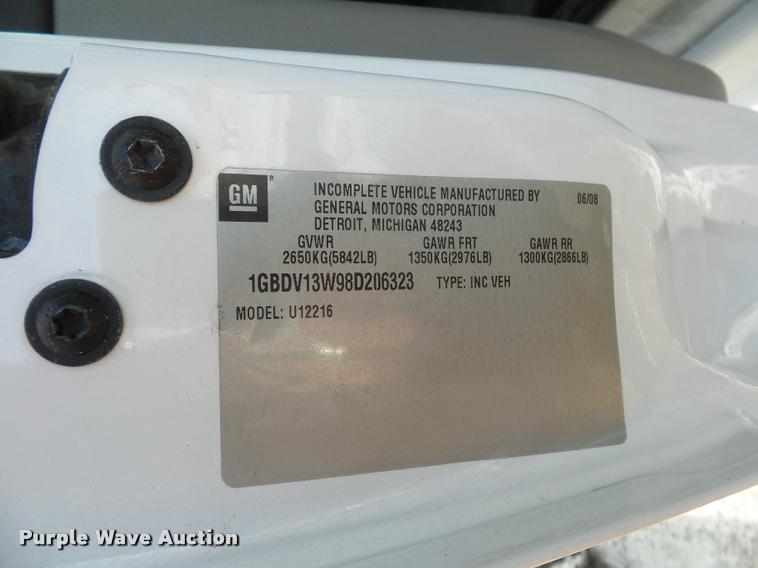 GM ® INCOMPLETE VEHICLE MANUFACTURED BY 06/08
GENERAL MOTORS CORPORATION
DETROIT, MICHIGAN 48243
GVWR GAWR FRT GAWR RR
2650KG(5842LB) 1350KG(2976LB) 1300KG(2866LB)
1GBDV13W98D206323 TYPE: INC VEH
MODEL: U12216
Purple Wave Auction